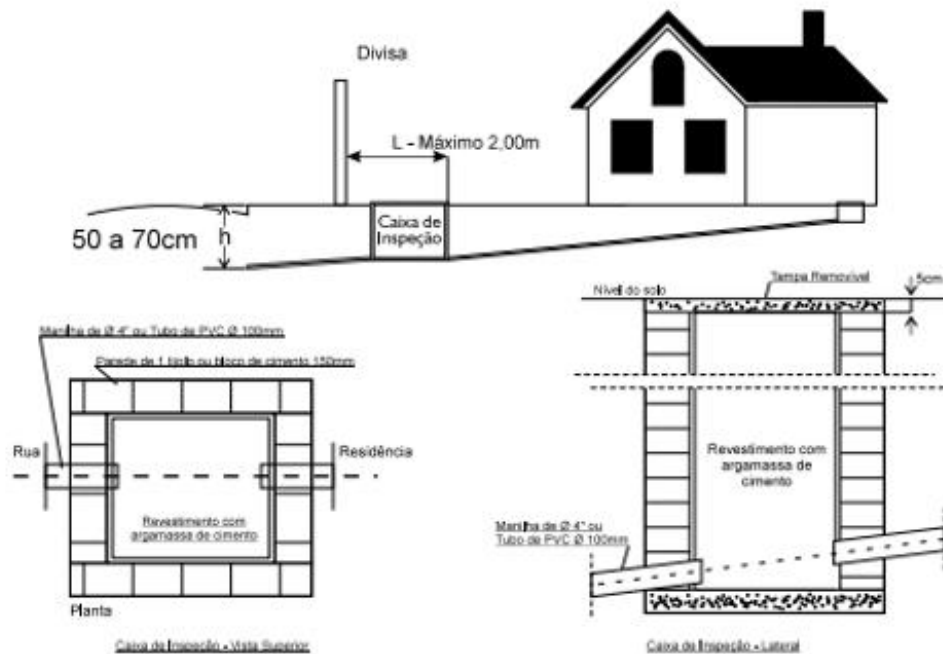 Divisa
L - Máximo 2,00m
Caixa de
Inspeção
50 a 70cm
h
Tampa Removível
5cm
Nível do solo
Manilha de Ø 4" ou Tubo de PVC Ø 100mm
Parede de 1 tijolo ou bloco de cimento 150mm
Rua
Residência
Revestimento com
argamassa de cimento
Planta
Caixa de Inspeção - Vista Superior
Revestimento com
argamassa de
cimento
Manilha de Ø 4" ou
Tubo de PVC Ø 100mm
Caixa de Inspeção - Lateral